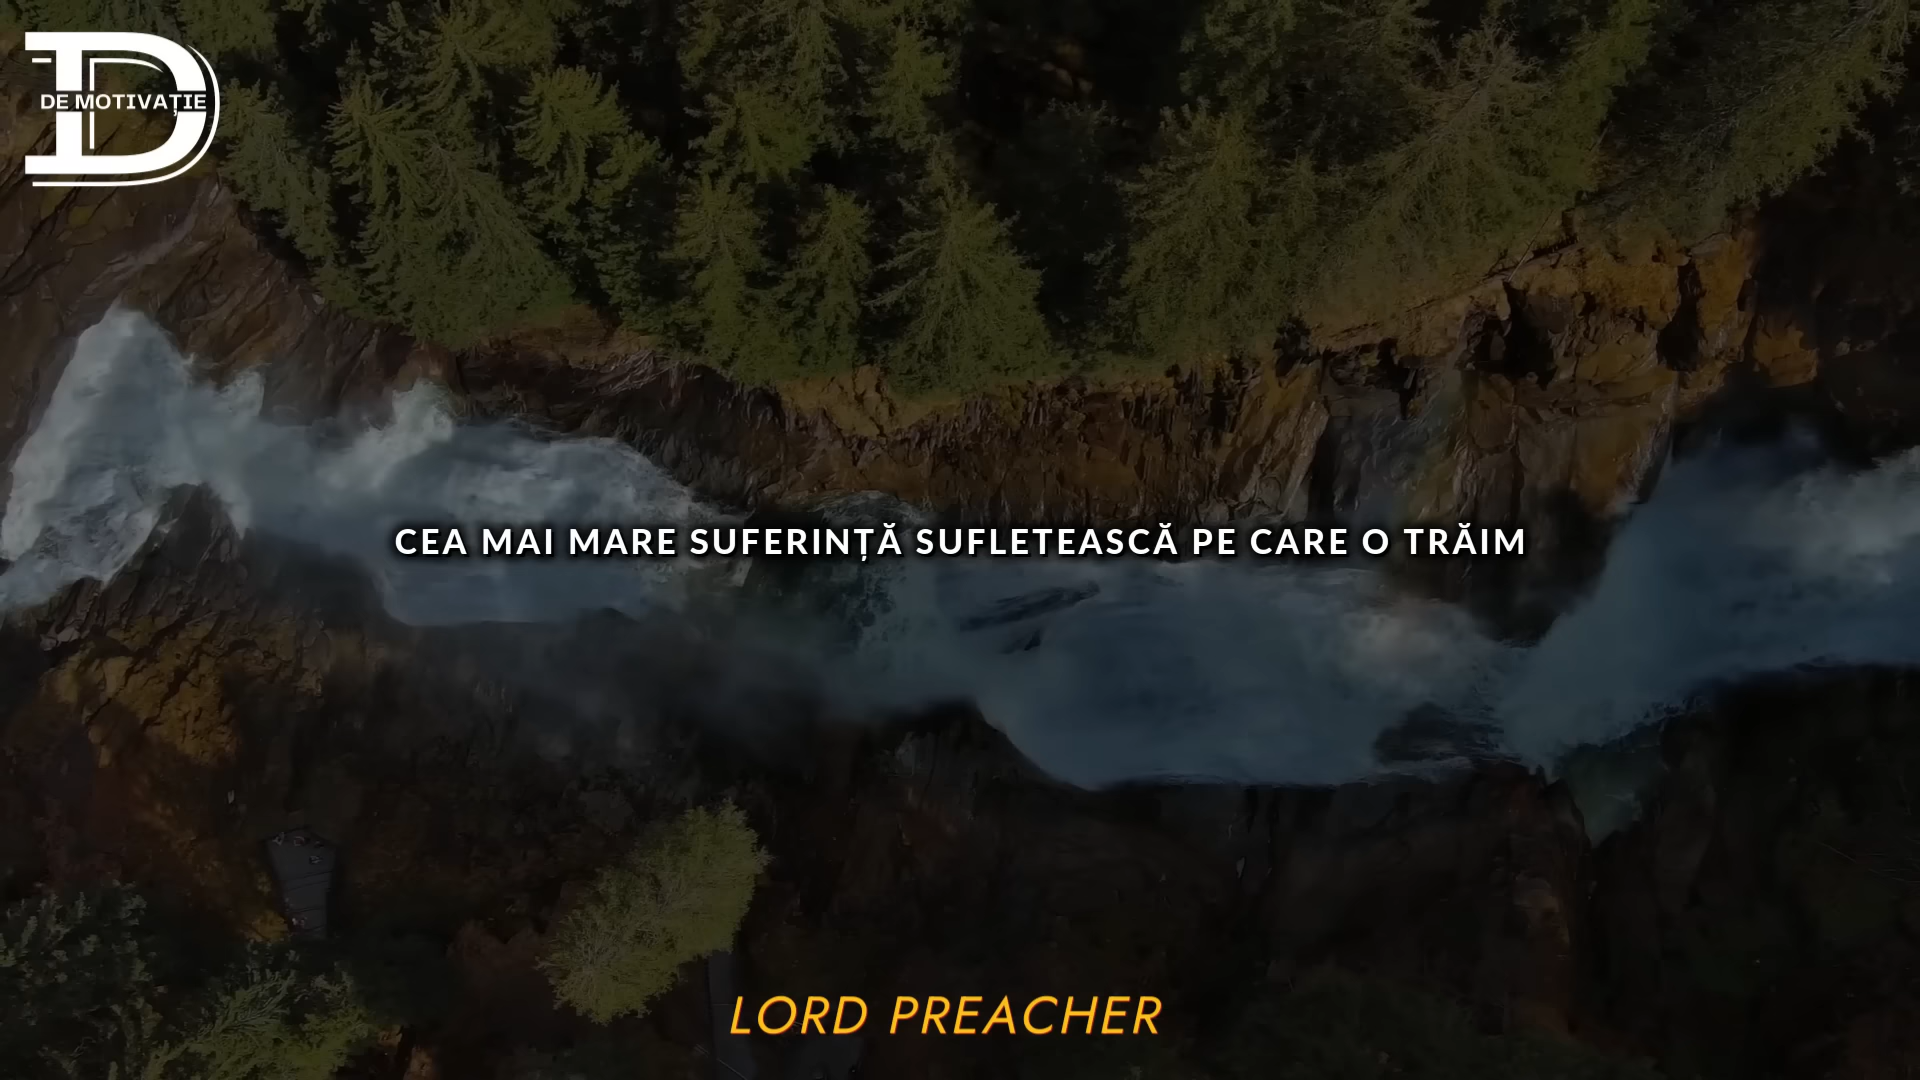 DE MOTIVAȚIE
CEA MAI MARE SUFERINȚĂ SUFLETEASCĂ PE CARE O TRĂIM
LORD PREACHER